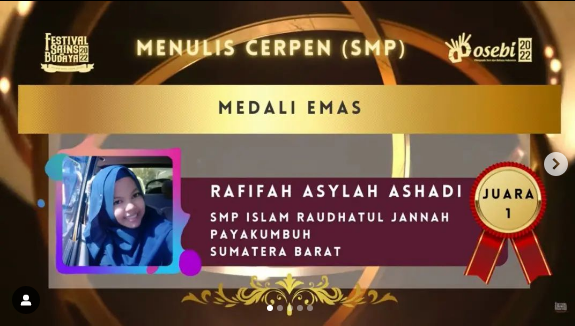 FESTIVAL
SAINS
BUDAYA 2022
MENULIS CERPEN (SMP)
osebi 2022
MEDALI EMAS
RAFIFAH ASYLAH ASHADI
SMP ISLAM RAUDHATUL JANNAH
PAYAKUMBUH
SUMATERA BARAT
JUARA
1